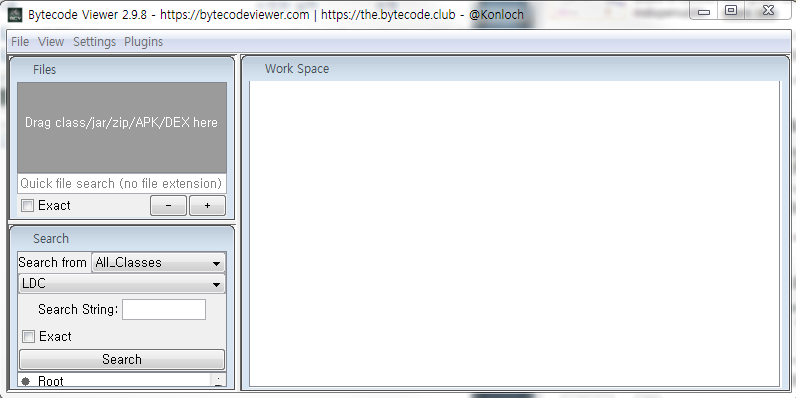 Bytecode Viewer 2.9.8 - https://bytecodeviewer.com | https://the.bytecode.club - @Konloch
File View Settings Plugins
Files
Drag class/jar/zip/APK/DEX here
Quick file search (no file extension)
Exact - +
Search
Search from All_Classes
LDC
Search String:
Exact
Search
Root
Work Space